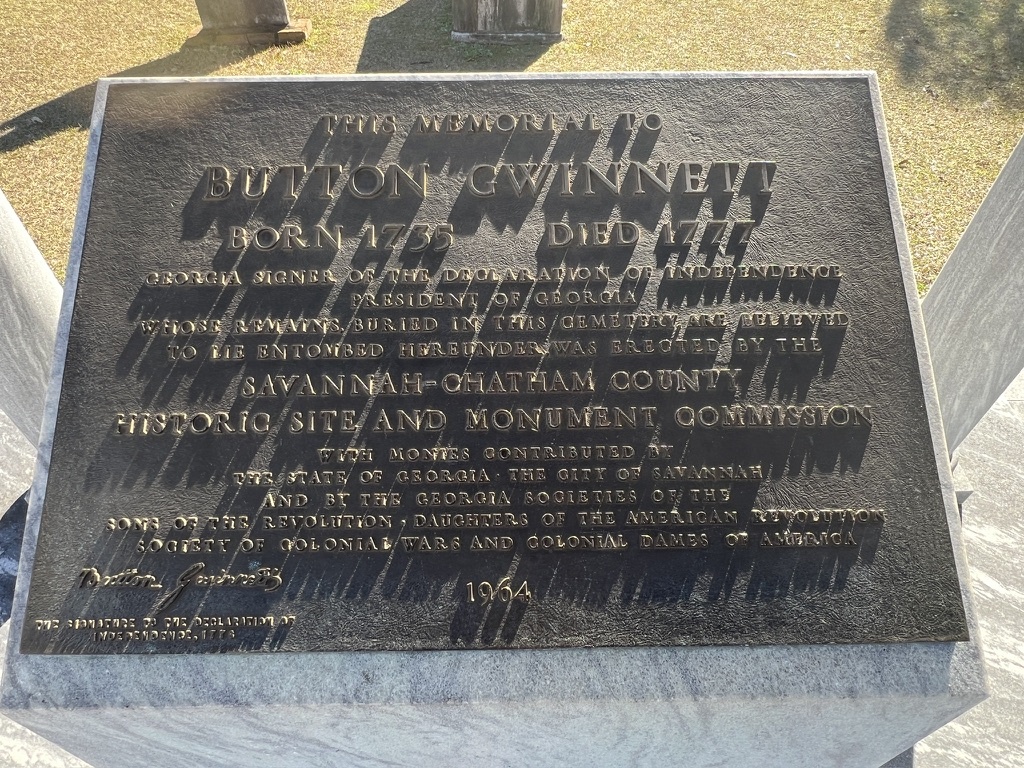 THIS MEMORIAL TO
BUTTON GWINNETT
BORN 1735 DIED 1777
GEORGIA SIGNER OF THE DECLARATION OF INDEPENDENCE
PRESIDENT OF GEORGIA
WHOSE REMAINS, BURIED IN THIS CEMETERY, ARE BELIEVED
TO LIE ENTOMBED HEREUNDER WAS ERECTED BY THE
SAVANNAH-CHATHAM COUNTY
HISTORIC SITE AND MONUMENT COMMISSION
WITH MONIES CONTRIBUTED BY
THE STATE OF GEORGIA · THE CITY OF SAVANNAH
AND BY THE GEORGIA SOCIETIES OF THE
SONS OF THE REVOLUTION · DAUGHTERS OF THE AMERICAN REVOLUTION
SOCIETY OF COLONIAL WARS AND COLONIAL DAMES OF AMERICA
Button Gwinnett
1964
THE SIGNATURE TO THE DECLARATION OF
INDEPENDENCE, 1776